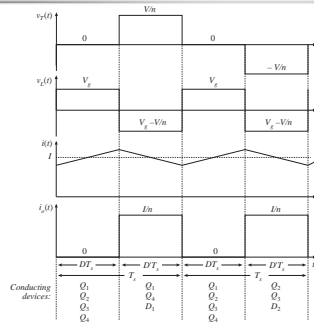 v_T(t)
V/n
0
0
– V/n
v_L(t)
V_g
V_g
V_g –V/n
V_g –V/n
i(t)
I
i_o(t)
I/n
I/n
0
0
DT_s
D'T_s
DT_s
D'T_s
t
T_s
T_s
Conducting devices:
Q_1
Q_1
Q_1
Q_2
Q_2
Q_4
Q_2
Q_3
Q_3
D_1
Q_3
D_2
Q_4
Q_4